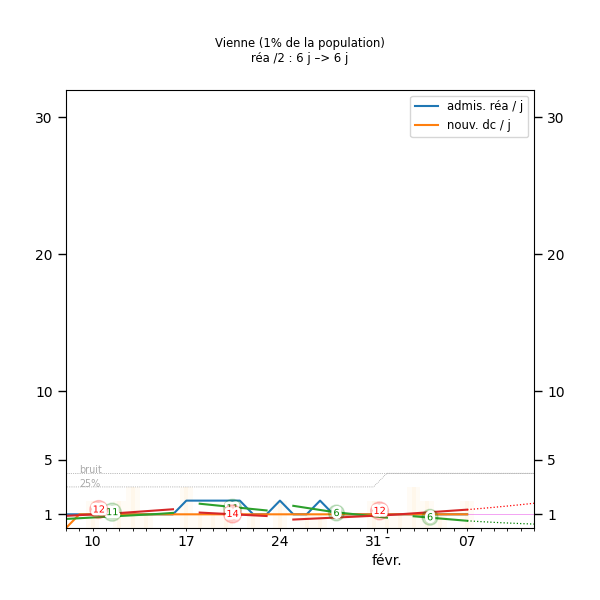 Vienne (1% de la population)
réa /2 : 6 j –> 6 j
admis. réa / j
nouv. dc / j
30 30
20 20
10 10
5 5
bruit
25%
1 1
12 11 14 6 12 6
10 17 24 31 07
févr.